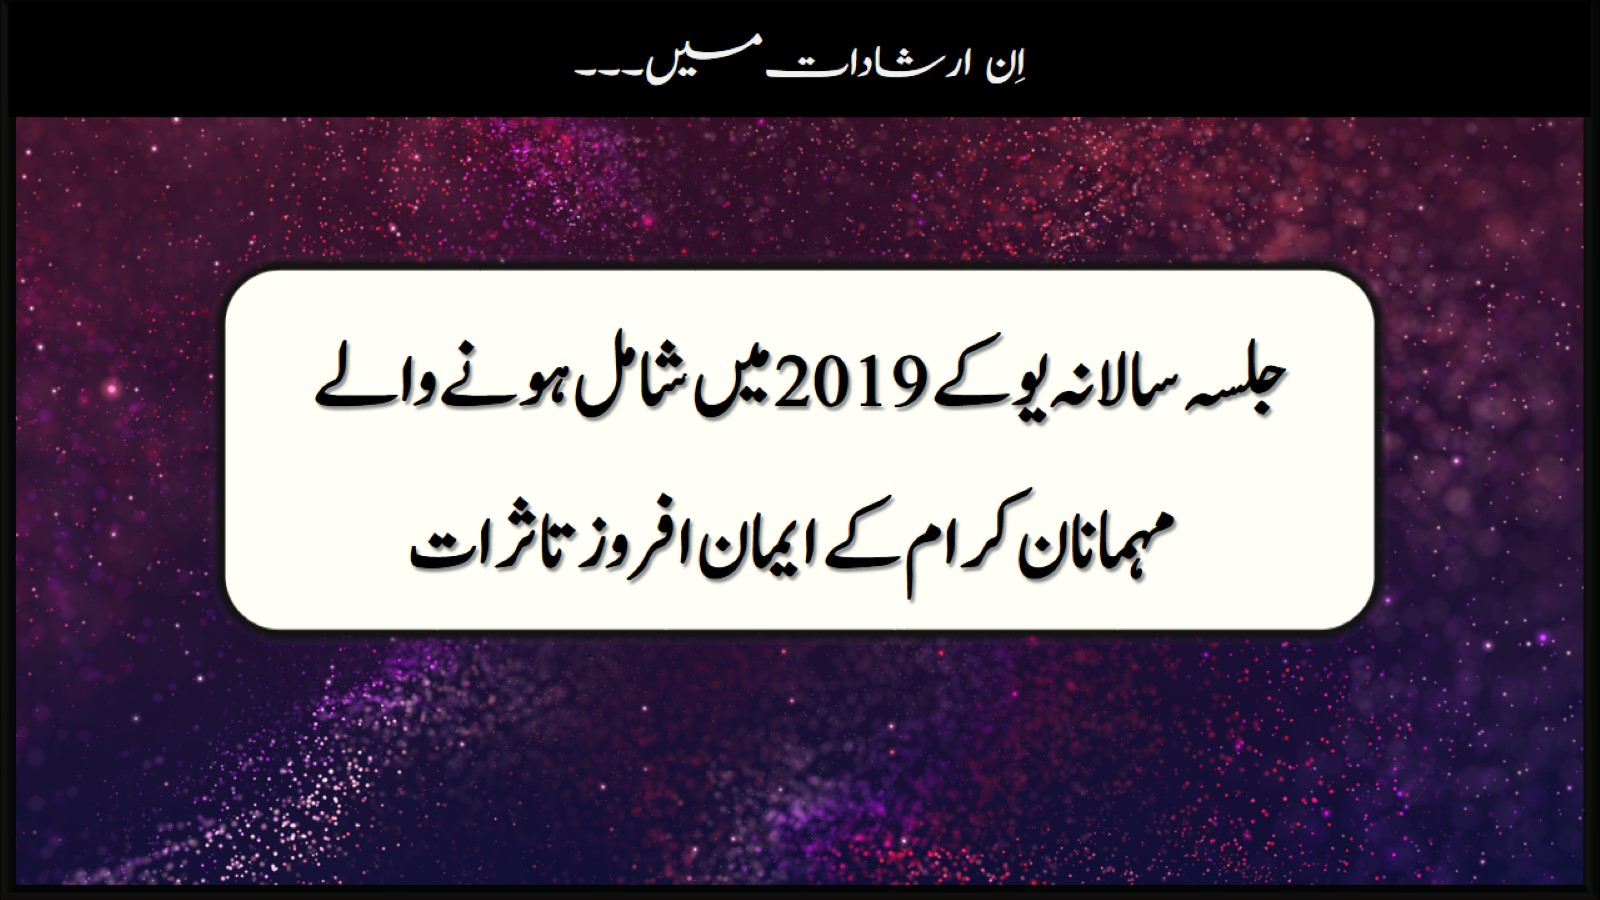 اِن ارشادات میں۔۔۔
جلسہ سالانہ یوکے 2019 میں شامل ہونے والے
مہمانان کرام کے ایمان افروز تاثرات